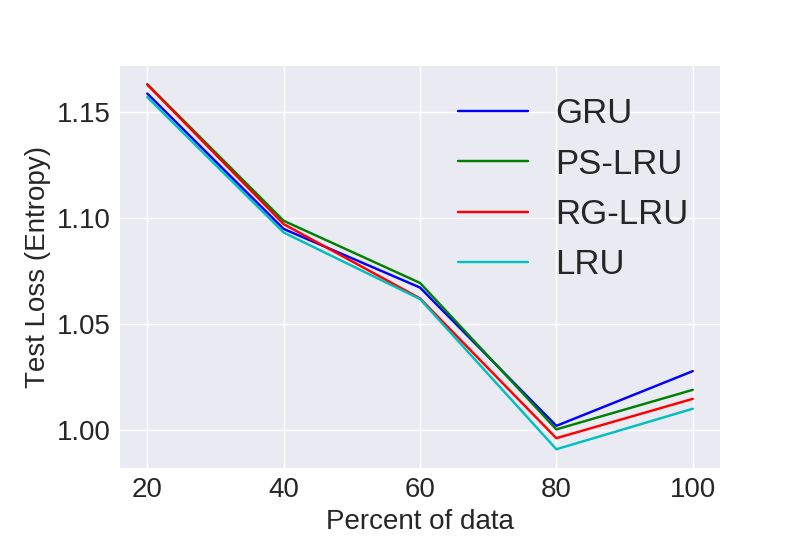 GRU
PS-LRU
RG-LRU
LRU
1.15
1.10
1.05
1.00
Test Loss (Entropy)
20 40 60 80 100
Percent of data